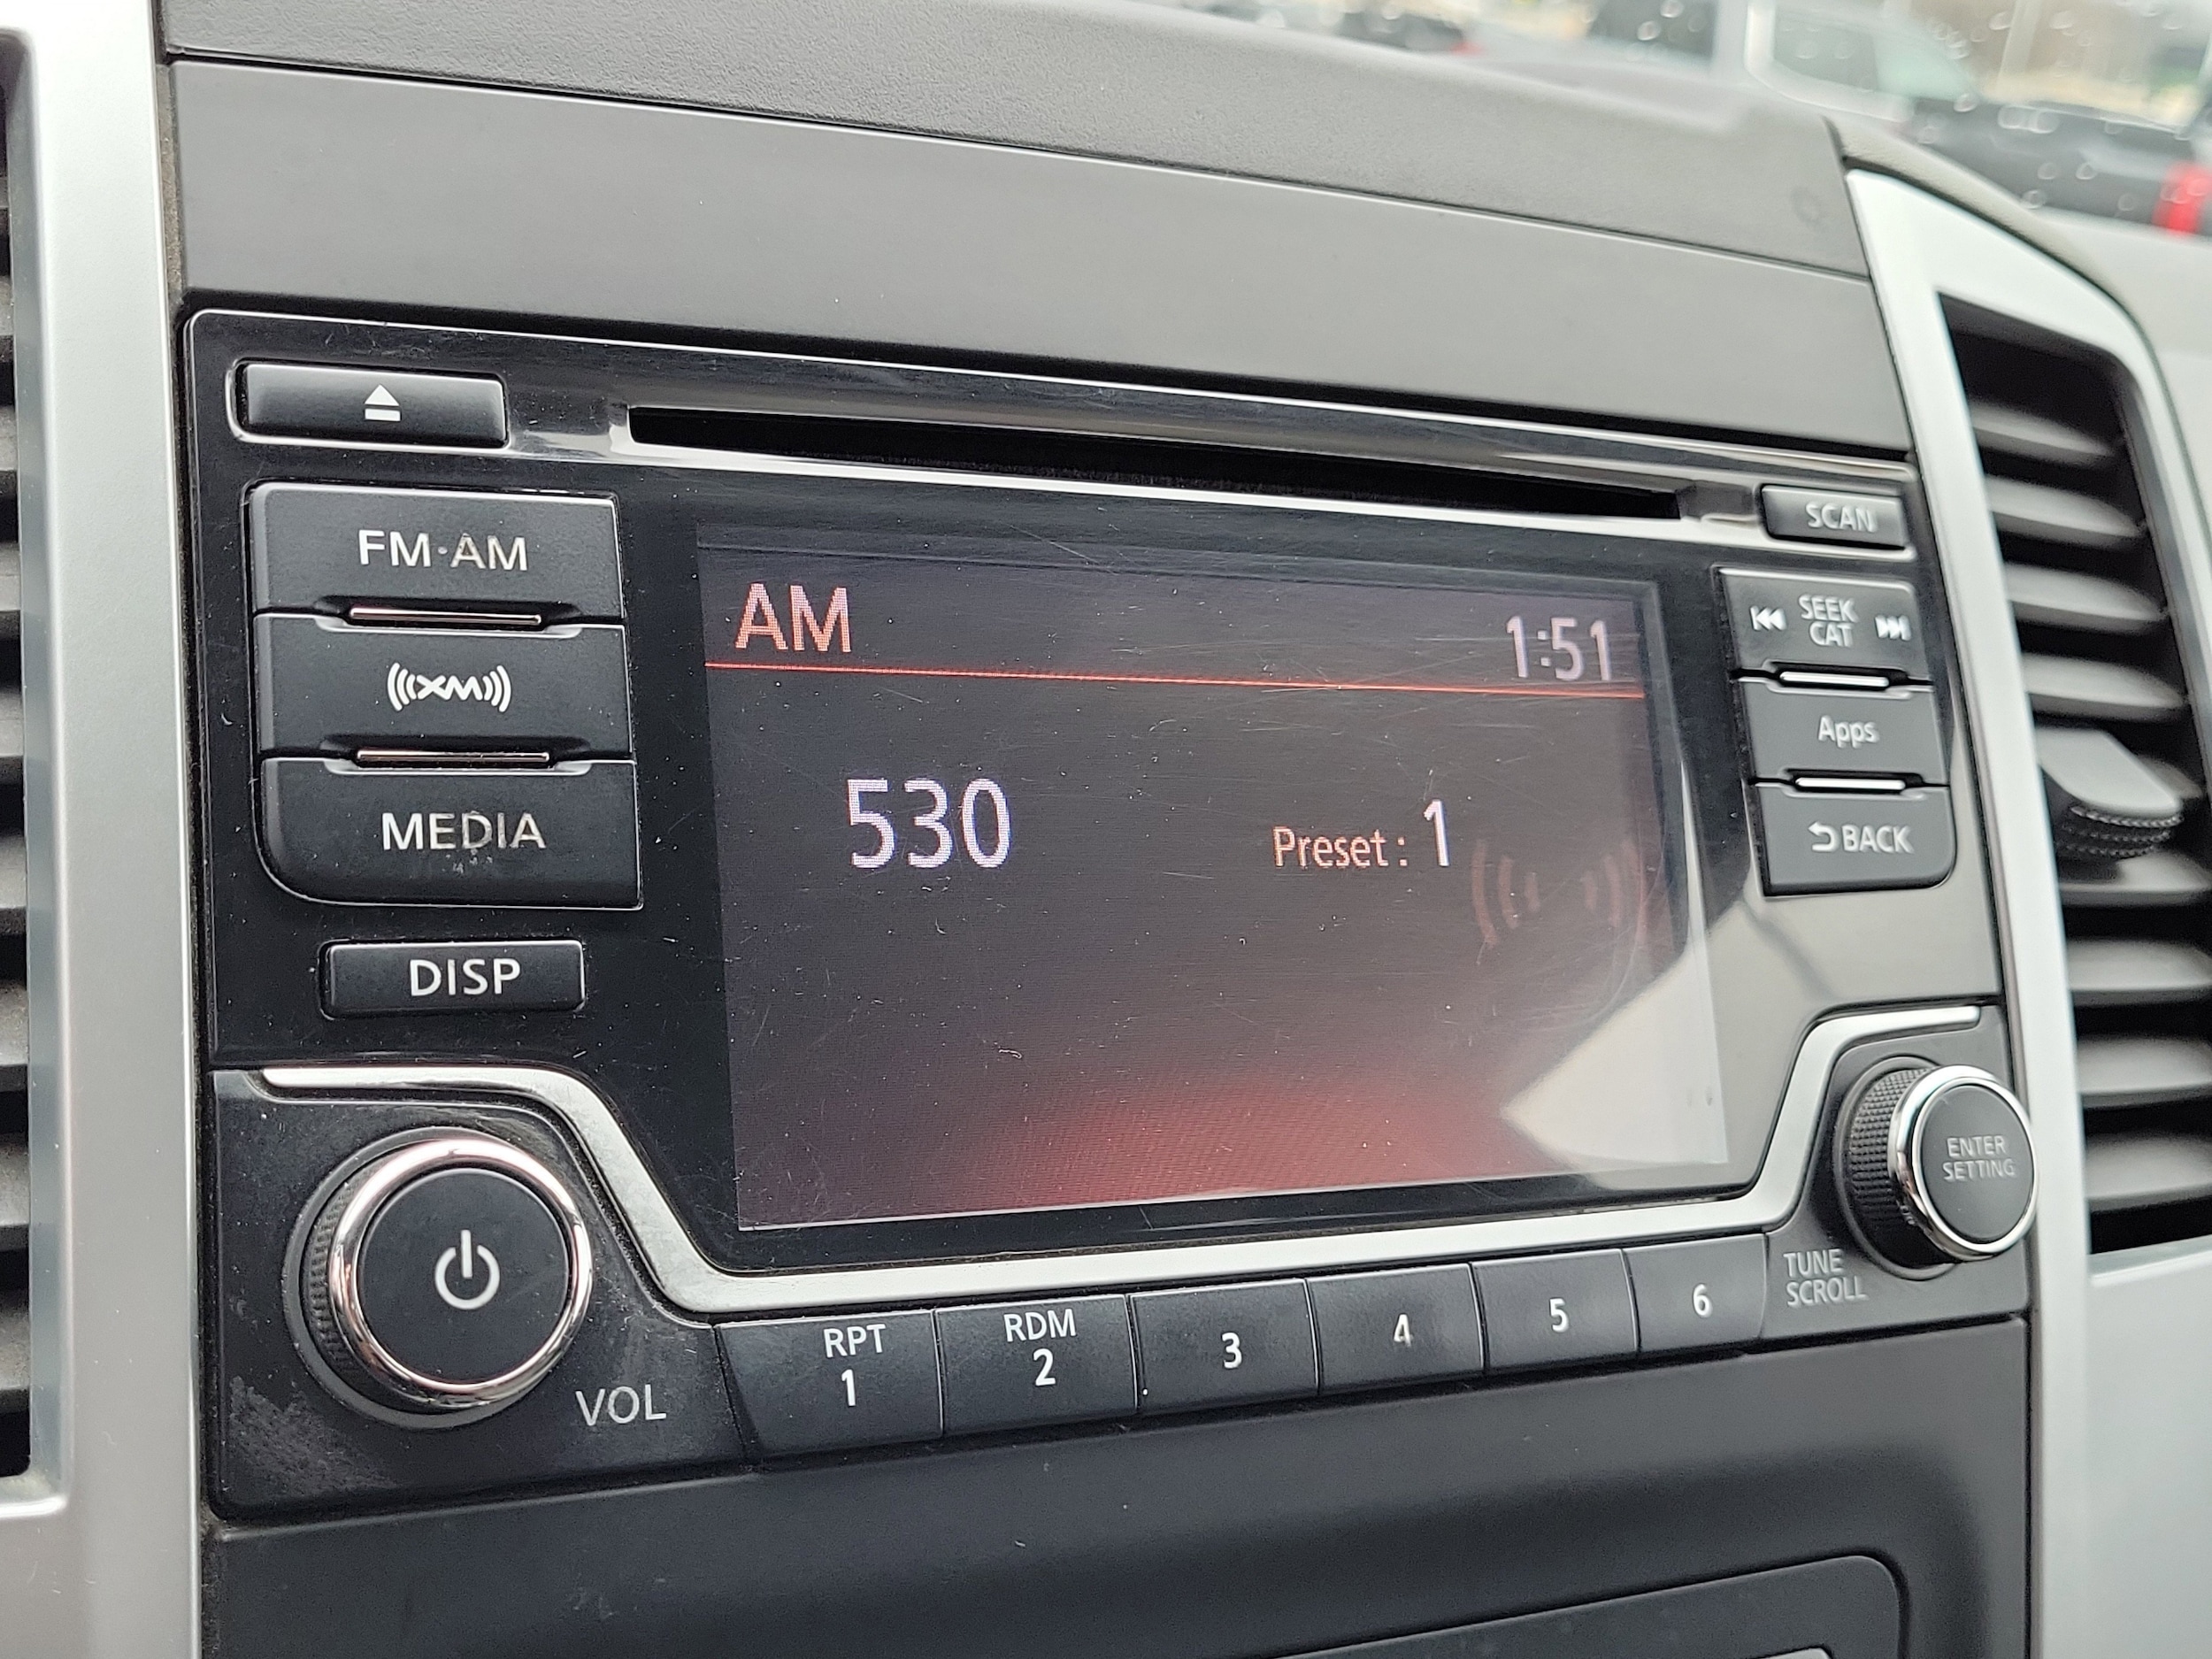 FM·AM
XM
MEDIA
DISP
AM
1:51
530
Preset : 1
SCAN
SEEK
CAT
Apps
BACK
VOL
RPT
1
RDM
2
3
4
5
6
TUNE
SCROLL
ENTER
SETTING